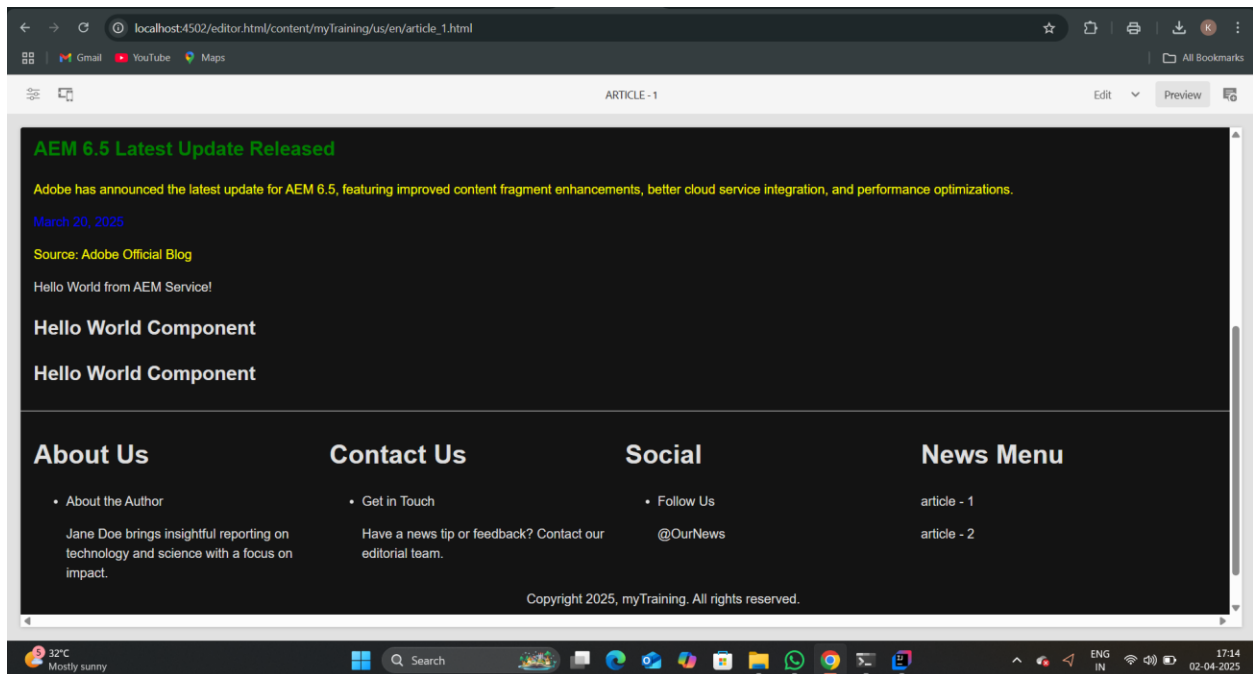 localhost:4502/editor.html/content/myTraining/us/en/article_1.html
K
Gmail YouTube Maps All Bookmarks
ARTICLE - 1 Edit Preview
AEM 6.5 Latest Update Released
Adobe has announced the latest update for AEM 6.5, featuring improved content fragment enhancements, better cloud service integration, and performance optimizations.
March 20, 2025
Source: Adobe Official Blog
Hello World from AEM Service!
Hello World Component
Hello World Component
About Us Contact Us Social News Menu
• About the Author • Get in Touch • Follow Us article - 1
Jane Doe brings insightful reporting on Have a news tip or feedback? Contact our @OurNews article - 2
technology and science with a focus on editorial team.
impact.
Copyright 2025, myTraining. All rights reserved.
5 32°C Search ENG 17:14
Mostly sunny IN 02-04-2025